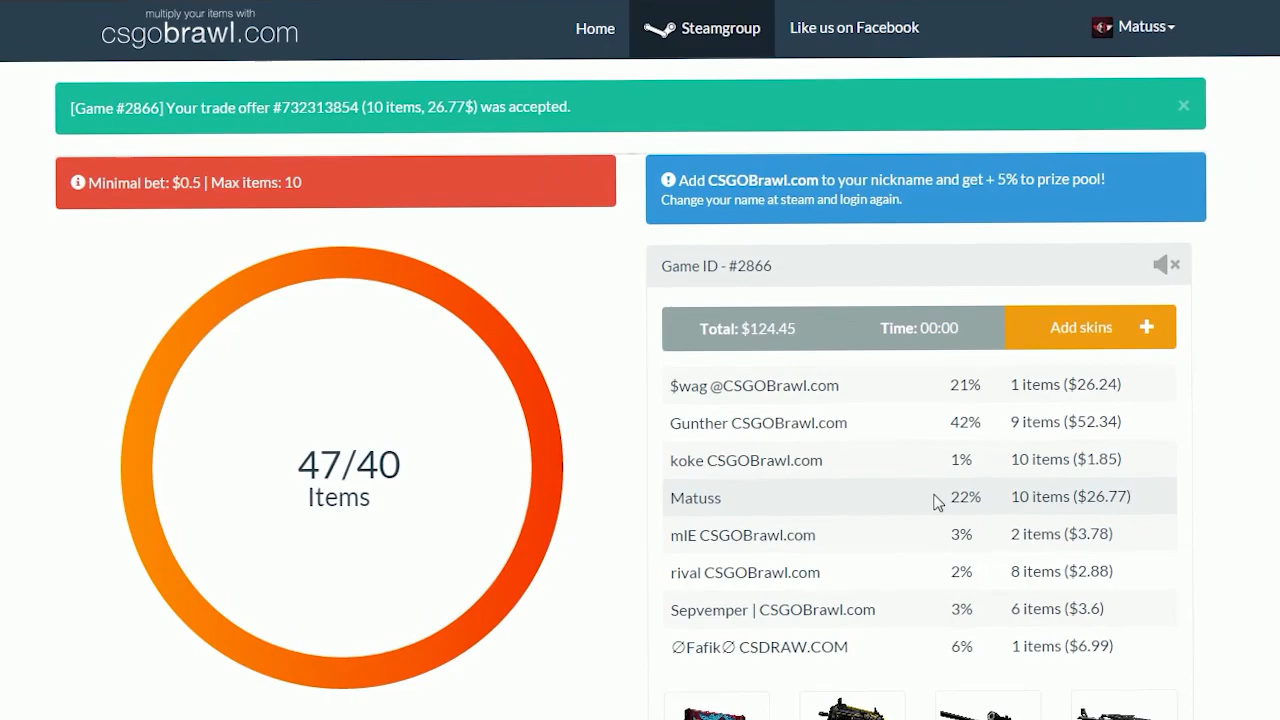 multiply your items with
csgobrawl.com
Home
Steamgroup
Like us on Facebook
Matuss
[Game #2866] Your trade offer #732313854 (10 items, 26.77$) was accepted.
Minimal bet: $0.5 | Max items: 10
Add CSGOBrawl.com to your nickname and get + 5% to prize pool!
Change your name at steam and login again.
47/40
Items
Game ID - #2866
Total: $124.45 Time: 00:00 Add skins
$wag @CSGOBrawl.com 21% 1 items ($26.24)
Gunther CSGOBrawl.com 42% 9 items ($52.34)
koke CSGOBrawl.com 1% 10 items ($1.85)
Matuss 22% 10 items ($26.77)
mIE CSGOBrawl.com 3% 2 items ($3.78)
rival CSGOBrawl.com 2% 8 items ($2.88)
Sepvemper | CSGOBrawl.com 3% 6 items ($3.6)
∅Fafik∅ CSDRAW.COM 6% 1 items ($6.99)